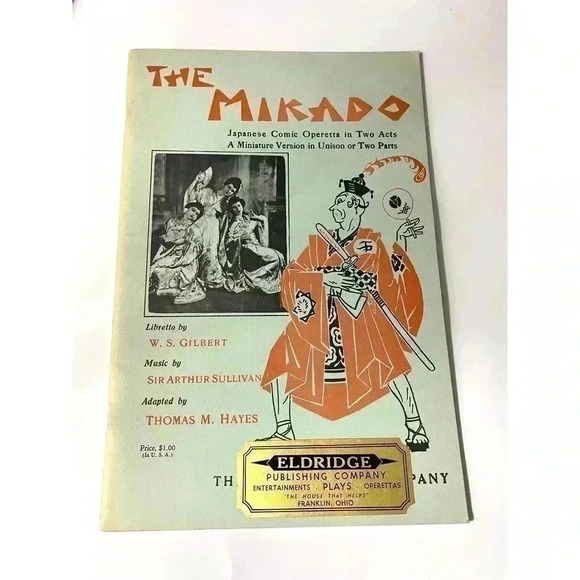 THE
MIKADO
Japanese Comic Operetta in Two Acts
A Miniature Version in Unison or Two Parts
Libretto by
W. S. GILBERT
Music by
SIR ARTHUR SULLIVAN
Adapted by
THOMAS M. HAYES
Price, $1.00
(In U. S. A.)
ELDRIDGE
PUBLISHING COMPANY
ENTERTAINMENTS · PLAYS · OPERETTAS
"THE HOUSE THAT HELPS"
FRANKLIN, OHIO